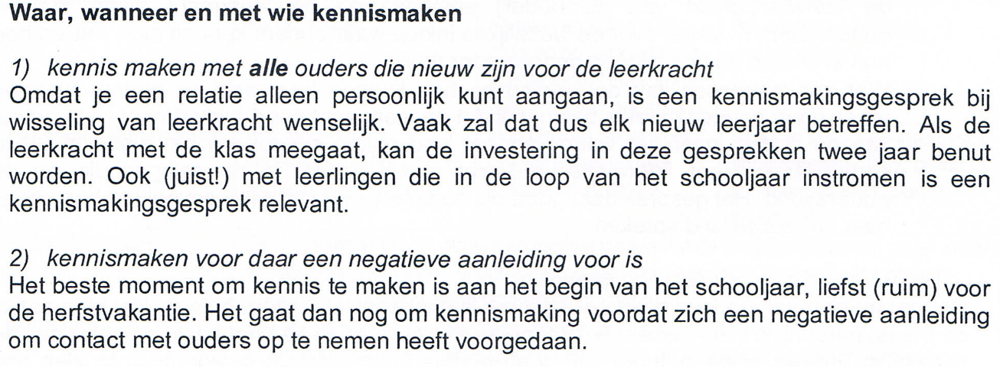 Waar, wanneer en met wie kennismaken
1) kennis maken met alle ouders die nieuw zijn voor de leerkracht
Omdat je een relatie alleen persoonlijk kunt aangaan, is een kennismakingsgesprek bij
wisseling van leerkracht wenselijk. Vaak zal dat dus elk nieuw leerjaar betreffen. Als de
leerkracht met de klas meegaat, kan de investering in deze gesprekken twee jaar benut
worden. Ook (juist!) met leerlingen die in de loop van het schooljaar instromen is een
kennismakingsgesprek relevant.
2) kennismaken voor daar een negatieve aanleiding voor is
Het beste moment om kennis te maken is aan het begin van het schooljaar, liefst (ruim) voor
de herfstvakantie. Het gaat dan nog om kennismaking voordat zich een negatieve aanleiding
om contact met ouders op te nemen heeft voorgedaan.